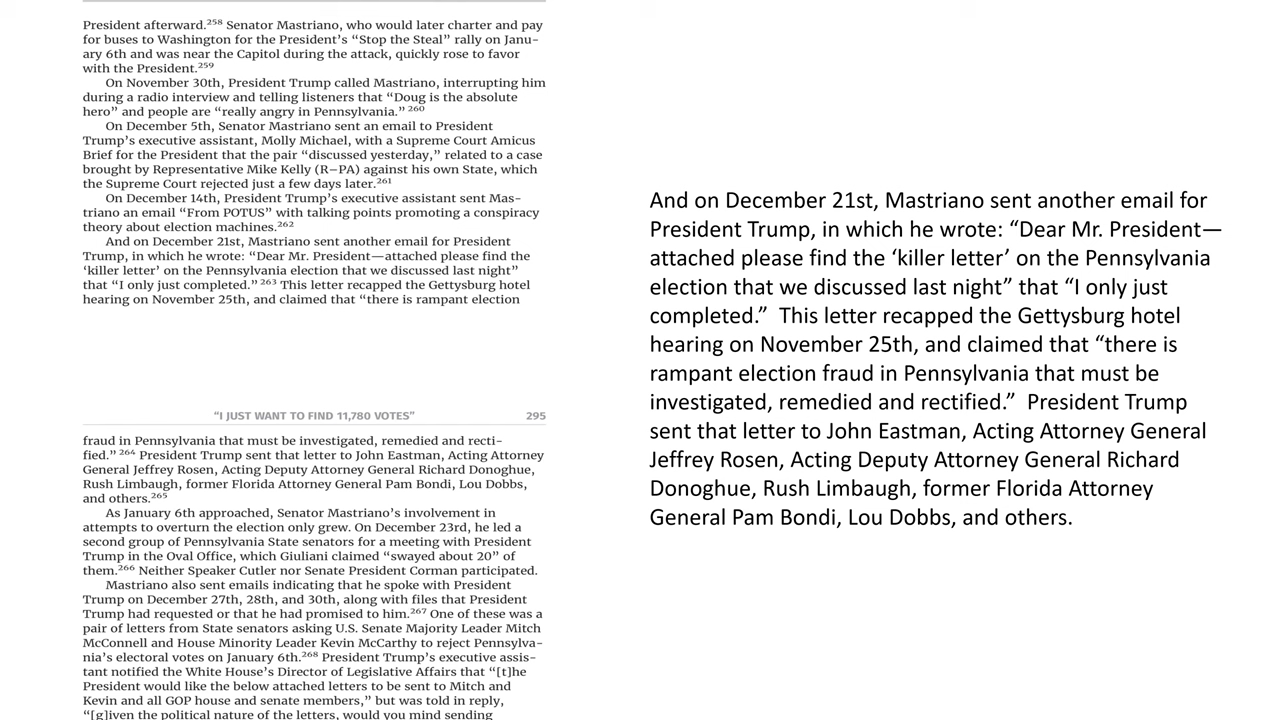 President afterward.258 Senator Mastriano, who would later charter and pay
for buses to Washington for the President's “Stop the Steal” rally on Janu-
ary 6th and was near the Capitol during the attack, quickly rose to favor
with the President.259
On November 30th, President Trump called Mastriano, interrupting him
during a radio interview and telling listeners that “Doug is the absolute
hero” and people are “really angry in Pennsylvania.” 260
On December 5th, Senator Mastriano sent an email to President
Trump's executive assistant, Molly Michael, with a Supreme Court Amicus
Brief for the President that the pair “discussed yesterday,” related to a case
brought by Representative Mike Kelly (R–PA) against his own State, which
the Supreme Court rejected just a few days later.261
On December 14th, President Trump's executive assistant sent Mas-
triano an email “From POTUS” with talking points promoting a conspiracy
theory about election machines.262
And on December 21st, Mastriano sent another email for President
Trump, in which he wrote: “Dear Mr. President—attached please find the
‘killer letter’ on the Pennsylvania election that we discussed last night”
that “I only just completed.” 263 This letter recapped the Gettysburg hotel
hearing on November 25th, and claimed that “there is rampant election
“I JUST WANT TO FIND 11,780 VOTES” 295
fraud in Pennsylvania that must be investigated, remedied and recti-
fied.” 264 President Trump sent that letter to John Eastman, Acting Attorney
General Jeffrey Rosen, Acting Deputy Attorney General Richard Donoghue,
Rush Limbaugh, former Florida Attorney General Pam Bondi, Lou Dobbs,
and others.265
As January 6th approached, Senator Mastriano's involvement in
attempts to overturn the election only grew. On December 23rd, he led a
second group of Pennsylvania State senators for a meeting with President
Trump in the Oval Office, which Giuliani claimed “swayed about 20” of
them.266 Neither Speaker Cutler nor Senate President Corman participated.
Mastriano also sent emails indicating that he spoke with President
Trump on December 27th, 28th, and 30th, along with files that President
Trump had requested or that he had promised to him.267 One of these was a
pair of letters from State senators asking U.S. Senate Majority Leader Mitch
McConnell and House Minority Leader Kevin McCarthy to reject Pennsylva-
nia's electoral votes on January 6th.268 President Trump's executive assis-
tant notified the White House's Director of Legislative Affairs that “[t]he
President would like the below attached letters to be sent to Mitch and
Kevin and all GOP house and senate members,” but was told in reply,
“[g]iven the political nature of the letters, would you mind sending
And on December 21st, Mastriano sent another email for
President Trump, in which he wrote: “Dear Mr. President—
attached please find the ‘killer letter’ on the Pennsylvania
election that we discussed last night” that “I only just
completed.” This letter recapped the Gettysburg hotel
hearing on November 25th, and claimed that “there is
rampant election fraud in Pennsylvania that must be
investigated, remedied and rectified.” President Trump
sent that letter to John Eastman, Acting Attorney General
Jeffrey Rosen, Acting Deputy Attorney General Richard
Donoghue, Rush Limbaugh, former Florida Attorney
General Pam Bondi, Lou Dobbs, and others.